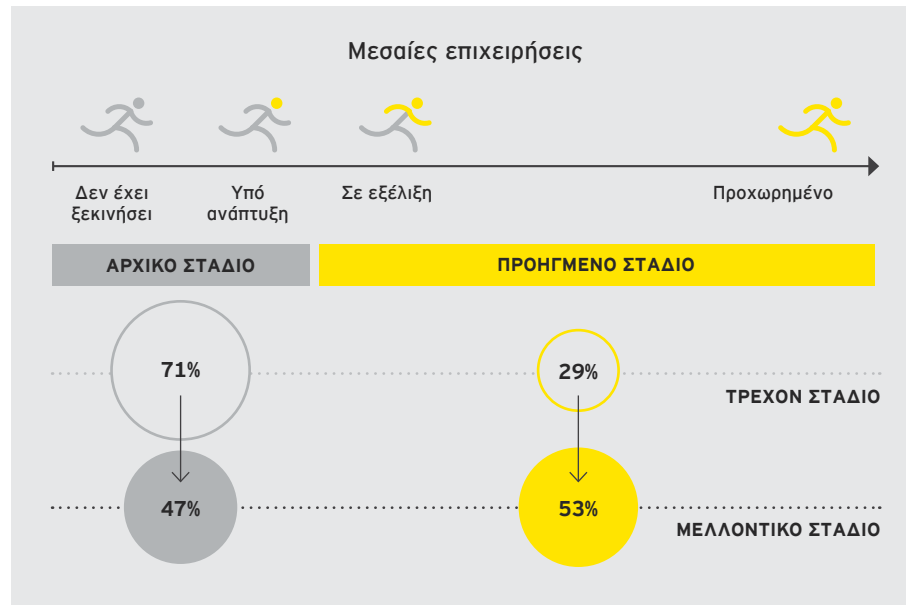 Μεσαίες επιχειρήσεις
Δεν έχει
ξεκινήσει
Υπό
ανάπτυξη
Σε εξέλιξη
Προχωρημένο
ΑΡΧΙΚΟ ΣΤΑΔΙΟ
ΠΡΟΗΓΜΕΝΟ ΣΤΑΔΙΟ
71%
29%
ΤΡΕΧΟΝ ΣΤΑΔΙΟ
47%
53%
ΜΕΛΛΟΝΤΙΚΟ ΣΤΑΔΙΟ